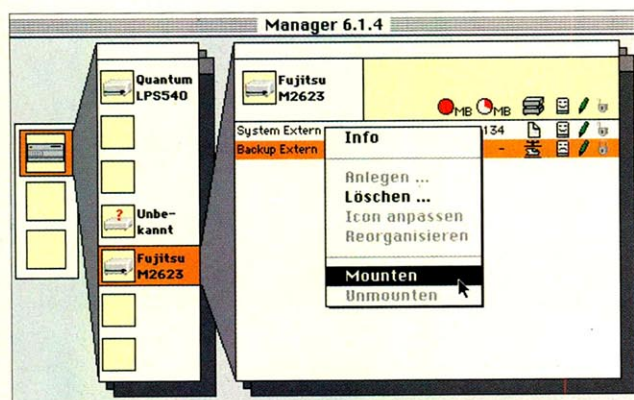 Manager 6.1.4
Quantum
LPS540
Unbe-
kannt
Fujitsu
M2623
Fujitsu
M2623
MB MB
System Extern 134
Backup Extern -
Info
Anlegen ...
Löschen ...
Icon anpassen
Reorganisieren
Mounten
Unmounten